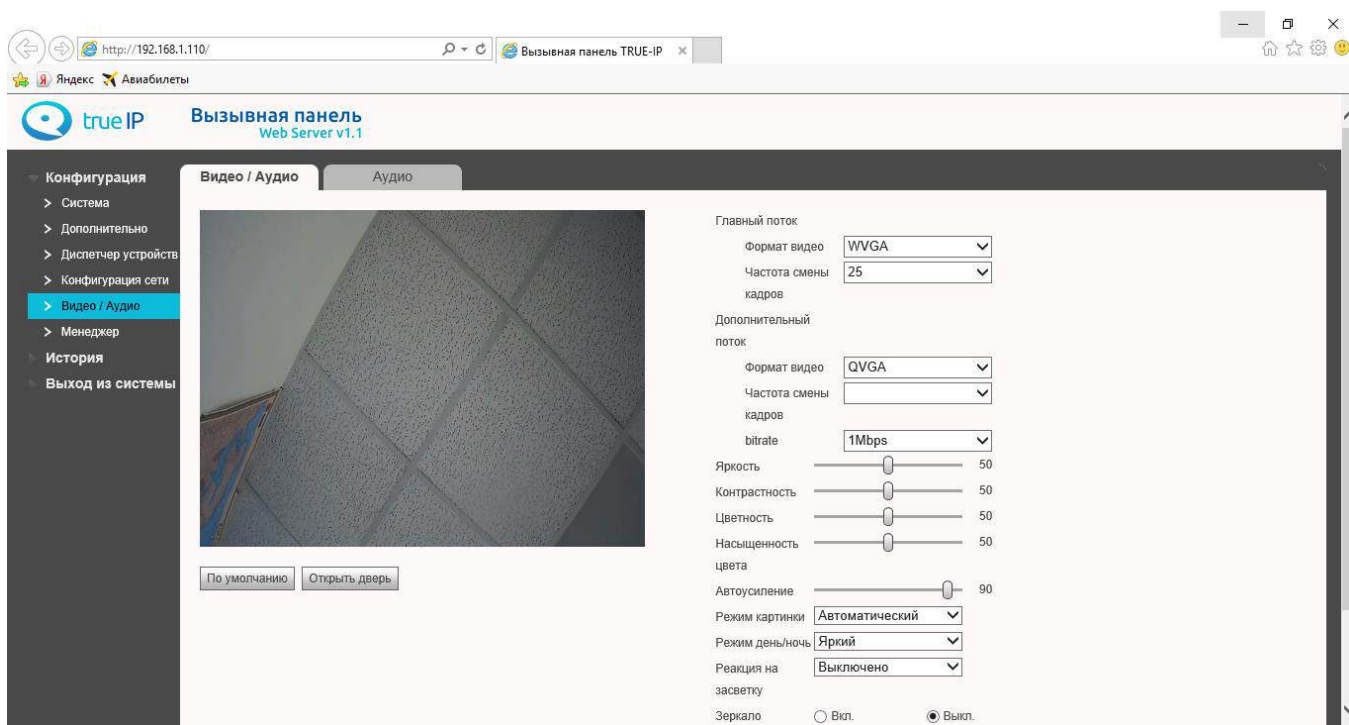 http://192.168.1.110/
Вызывная панель TRUE-IP
Яндекс
Авиабилеты
true IP
Вызывная панель
Web Server v1.1
Конфигурация
Система
Дополнительно
Диспетчер устройств
Конфигурация сети
Видео / Аудио
Менеджер
История
Выход из системы
Видео / Аудио
Аудио
По умолчанию
Открыть дверь
Главный поток
Формат видео WVGA
Частота смены 25
кадров
Дополнительный
поток
Формат видео QVGA
Частота смены
кадров
bitrate 1Mbps
Яркость 50
Контрастность 50
Цветность 50
Насыщенность 50
цвета
Автоусиление 90
Режим картинки Автоматический
Режим день/ночь Яркий
Реакция на Выключено
засветку
Зеркало Вкл. Выкл.